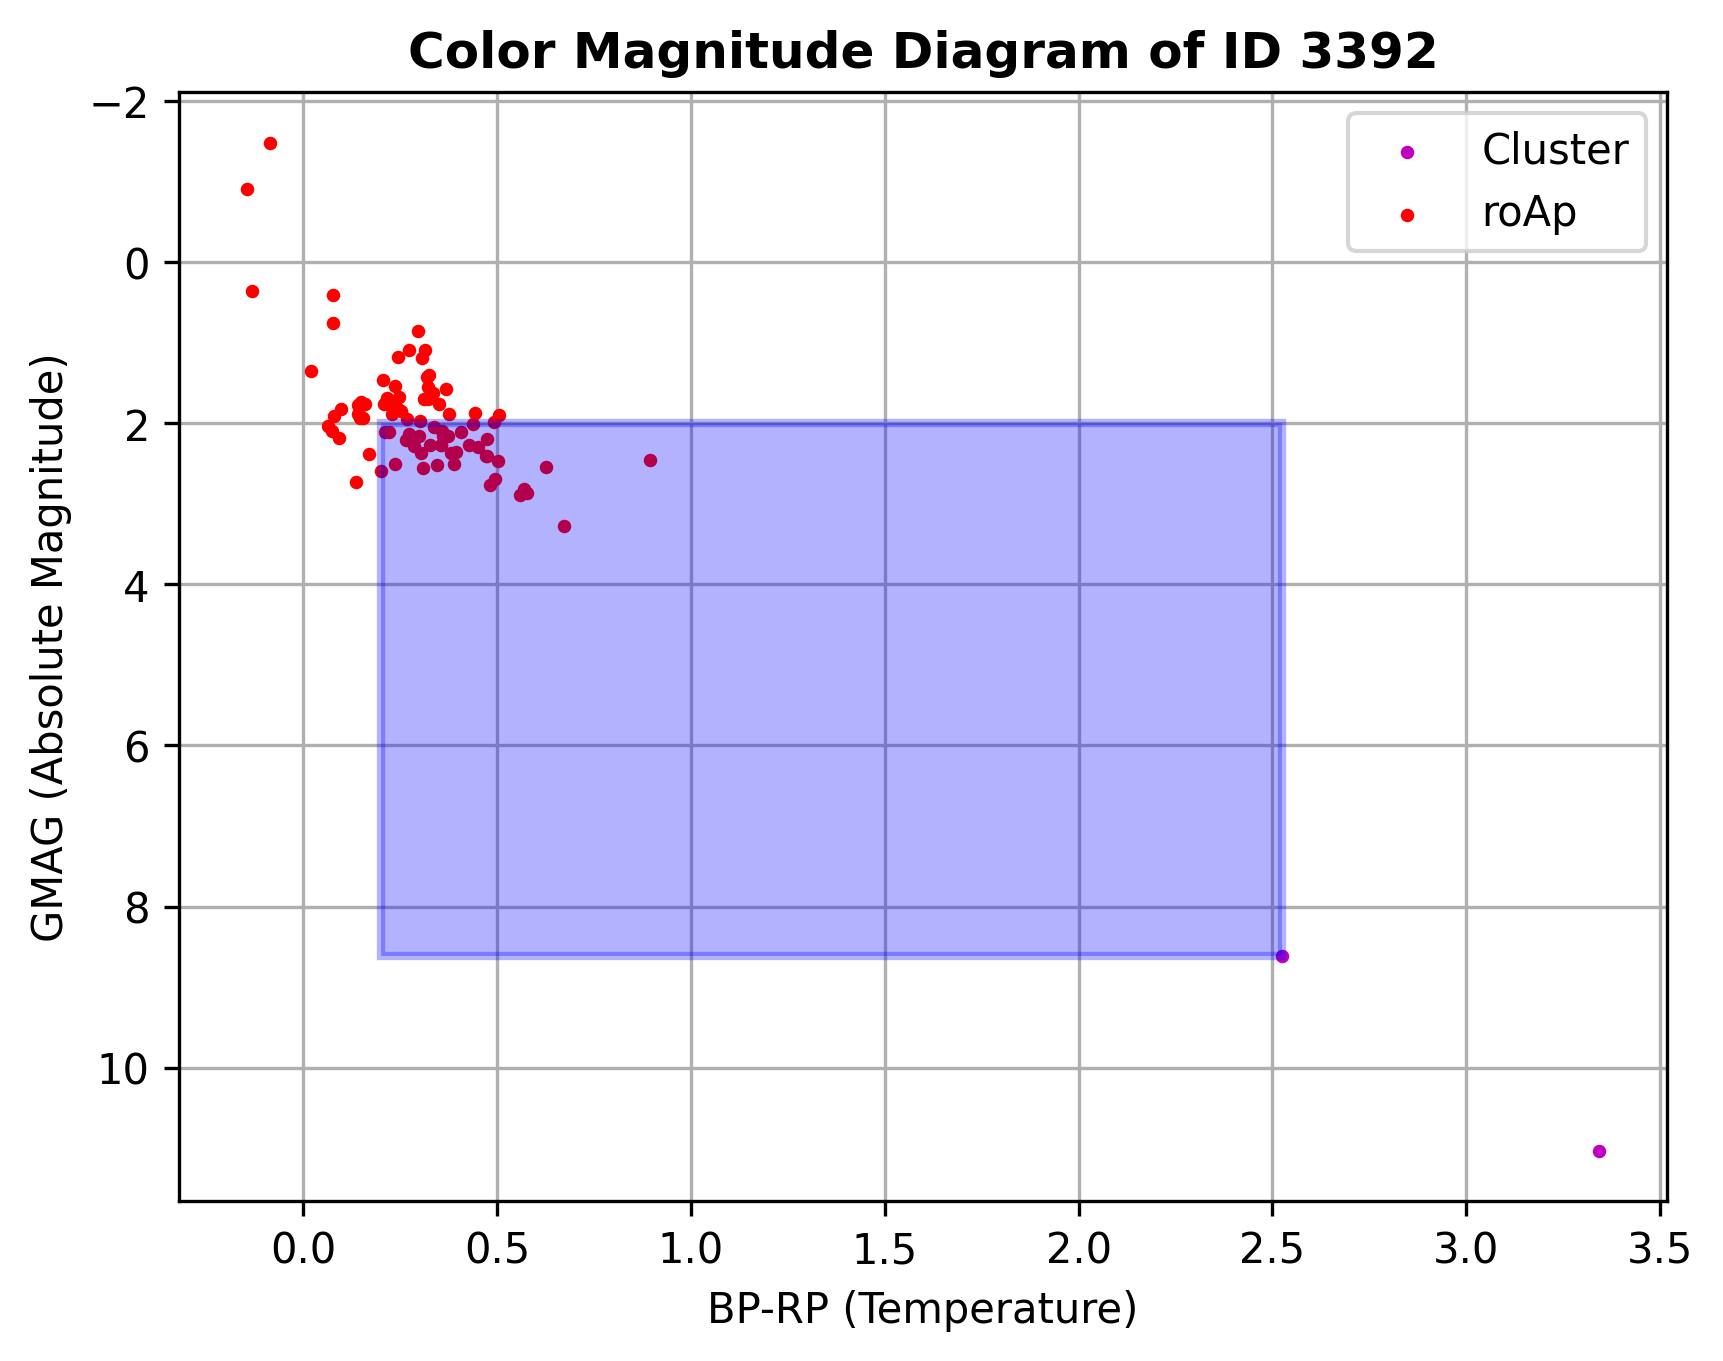 Color Magnitude Diagram of ID 3392
Cluster
roAp
GMAG (Absolute Magnitude)
−2
0
2
4
6
8
10
0.0 0.5 1.0 1.5 2.0 2.5 3.0 3.5
BP-RP (Temperature)